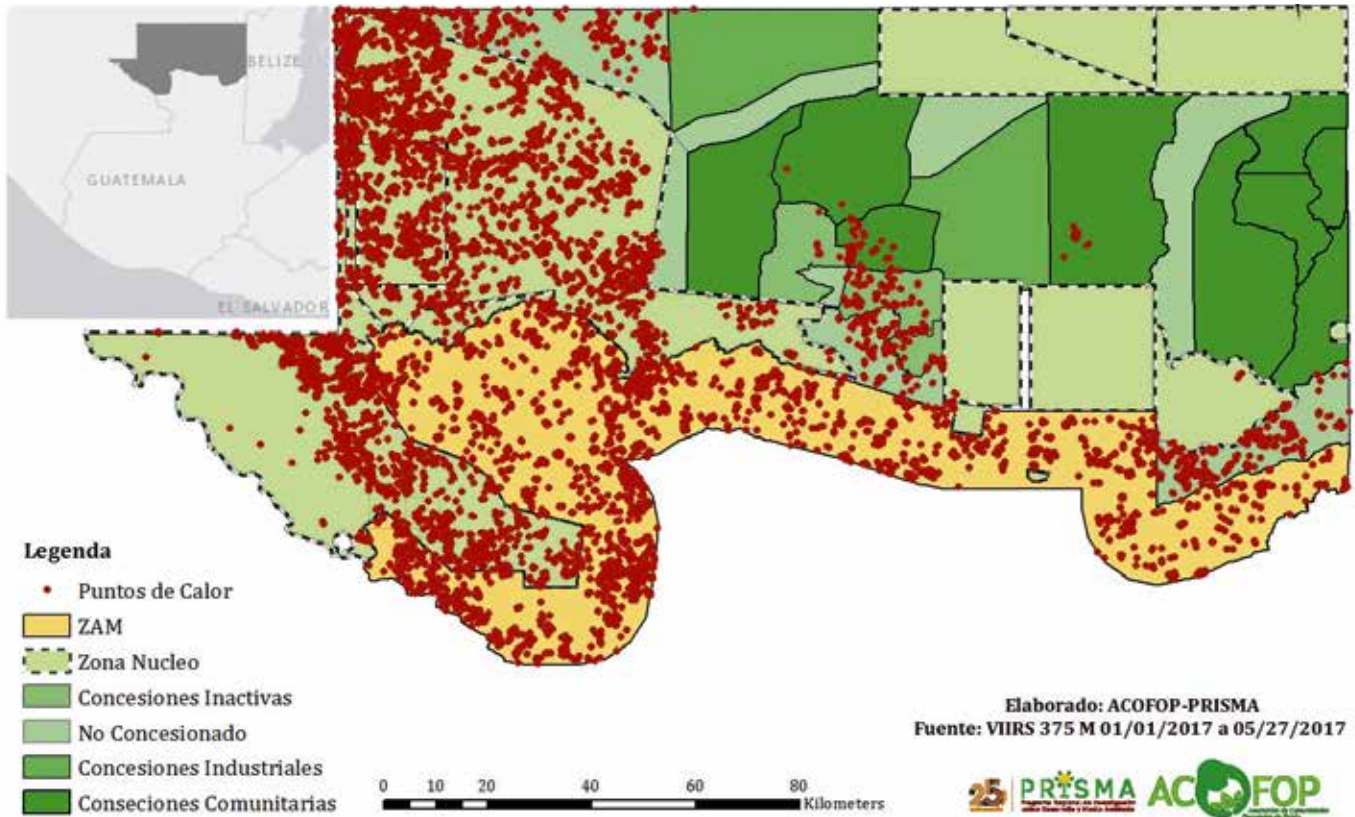 BELIZE
GUATEMALA
EL SALVADOR
Legenda
Puntos de Calor
ZAM
Zona Nucleo
Concesiones Inactivas
No Concesionado
Concesiones Industriales
Conseciones Comunitarias
0 10 20 40 60 80
Kilometers
Elaborado: ACOFOP-PRISMA
Fuente: VIIRS 375 M 01/01/2017 a 05/27/2017
25 PRISMA
ACOFOP